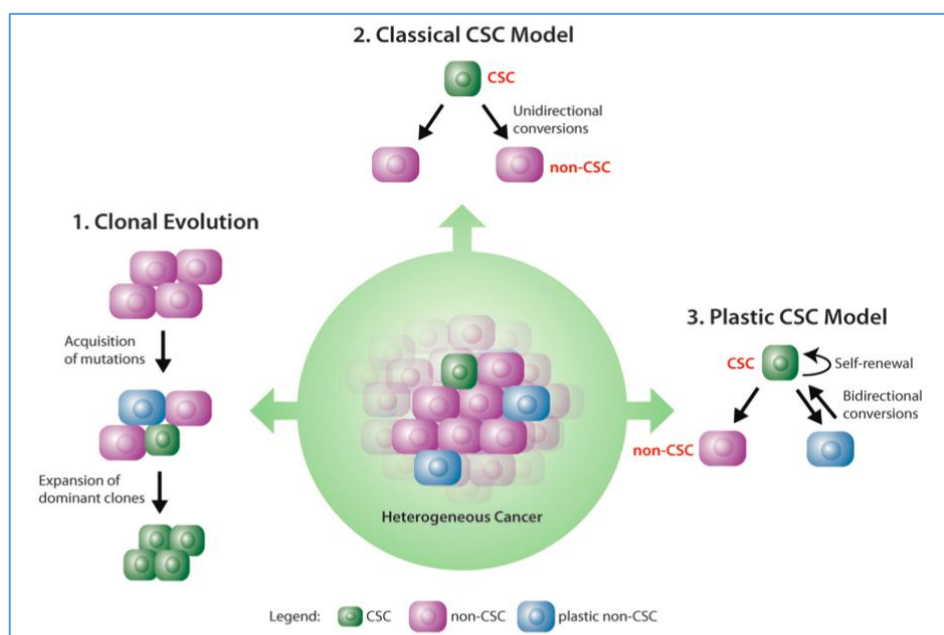 2. Classical CSC Model
CSC
Unidirectional
conversions
non-CSC
1. Clonal Evolution
Acquisition
of mutations
Expansion of
dominant clones
Heterogeneous Cancer
3. Plastic CSC Model
CSC
Self-renewal
Bidirectional
conversions
non-CSC
Legend: CSC non-CSC plastic non-CSC